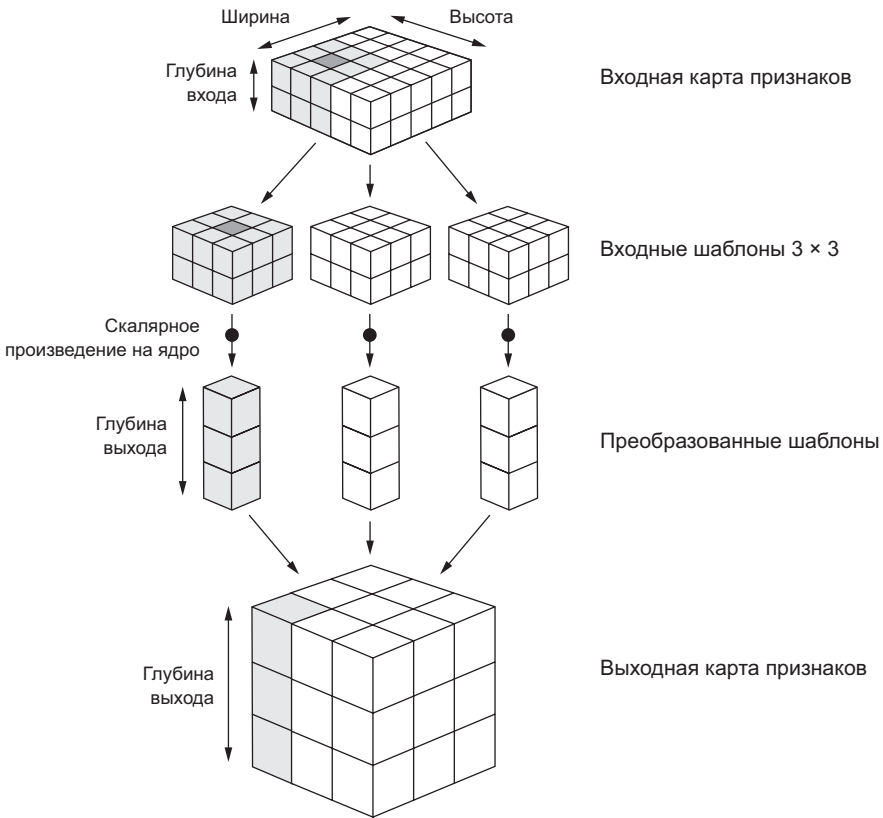 Ширина
Высота
Глубина
входа
Входная карта признаков
Входные шаблоны 3 × 3
Скалярное
произведение на ядро
Глубина
выхода
Преобразованные шаблоны
Глубина
выхода
Выходная карта признаков